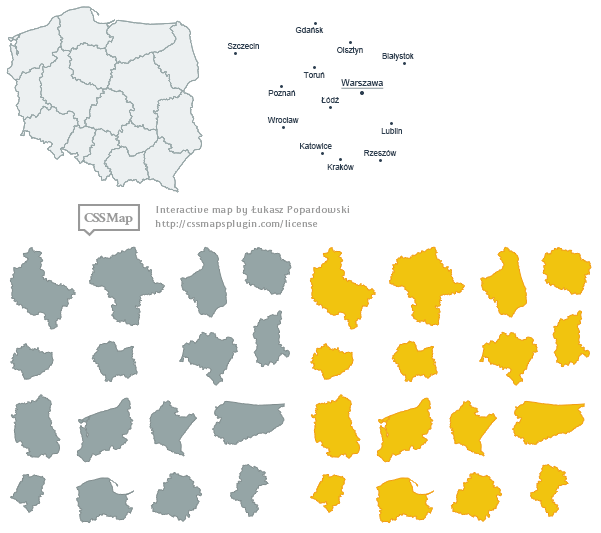 Gdańsk
Szczecin
Olsztyn
Białystok
Toruń
Warszawa
Poznań
Łódź
Wrocław
Lublin
Katowice
Rzeszów
Kraków
CSSMap
Interactive map by Łukasz Popardowski
http://cssmapsplugin.com/license